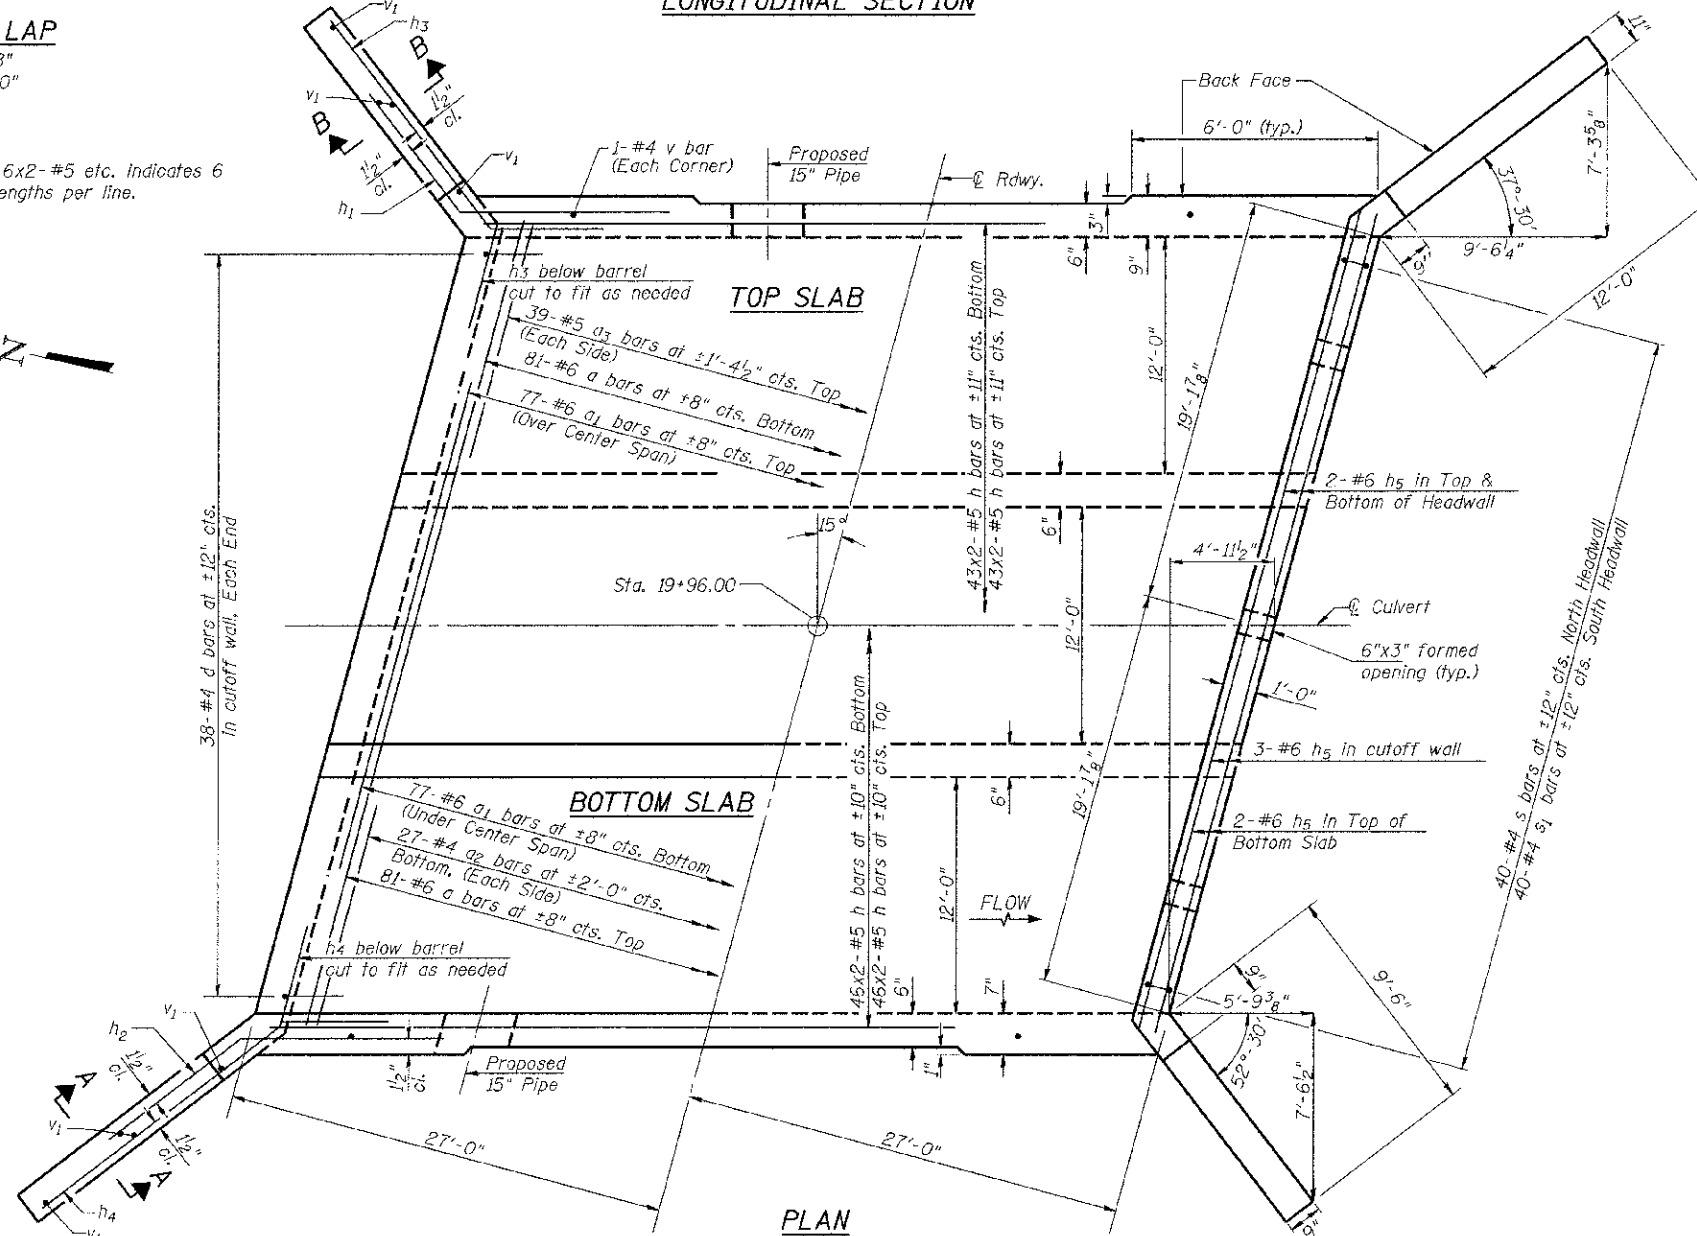 LONGITUDINAL SECTION
LAP
3"
0"
6x2-#5 etc. indicates 6
engths per line.
v1
h3
B
v1
B
1½"
cl.
1½"
cl.
v1
h1
1-#4 v bar
(Each Corner)
Proposed
15" Pipe
℄ Rdwy.
Back Face
6'-0" (typ.)
11"
7'-3⅝"
37°-30'
9'-6¼"
9"
12'-0"
3"
6"
9"
h3 below barrel
cut to fit as needed
TOP SLAB
39-#5 a3 bars at ±1'-4½" cts. Top
(Each Side)
81-#6 a bars at ±8" cts. Bottom
77-#6 a1 bars at ±8" cts. Top
(Over Center Span)
43x2-#5 h bars at ±11" cts. Bottom
43x2-#5 h bars at ±11" cts. Top
12'-0"
19'-1⅞"
N
38-#4 d bars at ±12" cts.
In cutoff wall, Each End
15°
6"
2-#6 h5 in Top &
Bottom of Headwall
4'-11½"
Sta. 19+96.00
℄ Culvert
12'-0"
6"x3" formed
opening (typ.)
1'-0"
40-#4 s bars at ±12" cts. North Headwall
40-#4 s1 bars at ±12" cts. South Headwall
3-#6 h5 in cutoff wall
77-#6 a1 bars at ±8" cts. Bottom
(Under Center Span)
27-#4 a2 bars at ±2'-0" cts.
Bottom, (Each Side)
81-#6 a bars at ±8" cts. Top
BOTTOM SLAB
46x2-#5 h bars at ±10" cts. Bottom
46x2-#5 h bars at ±10" cts. Top
6"
19'-1⅞"
2-#6 h5 in Top of
Bottom Slab
12'-0"
FLOW
h4 below barrel
cut to fit as needed
6"
7"
9"
5'-9⅜"
9'-6"
52°-30'
7'-6½"
v1
h2
1½"
cl.
A
v1
1½"
cl.
A
h4
v1
1½"
cl.
Proposed
15" Pipe
1"
27'-0"
27'-0"
9"
PLAN